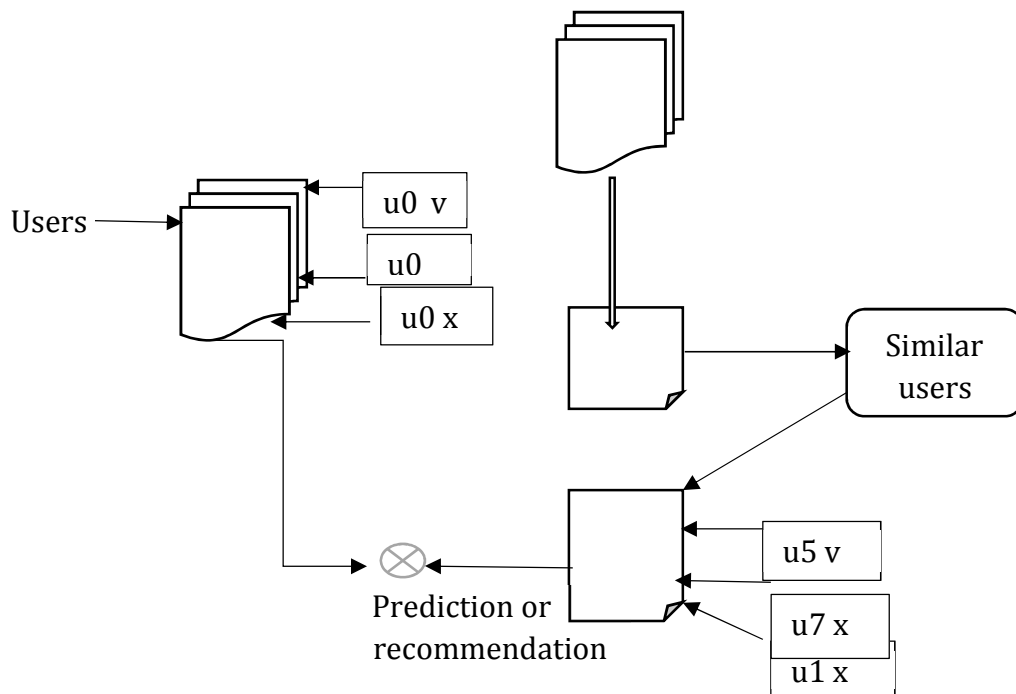 u0 v
Users
u0
u0 x
Similar
users
u5 v
Prediction or
recommendation
u7 x
u1 x